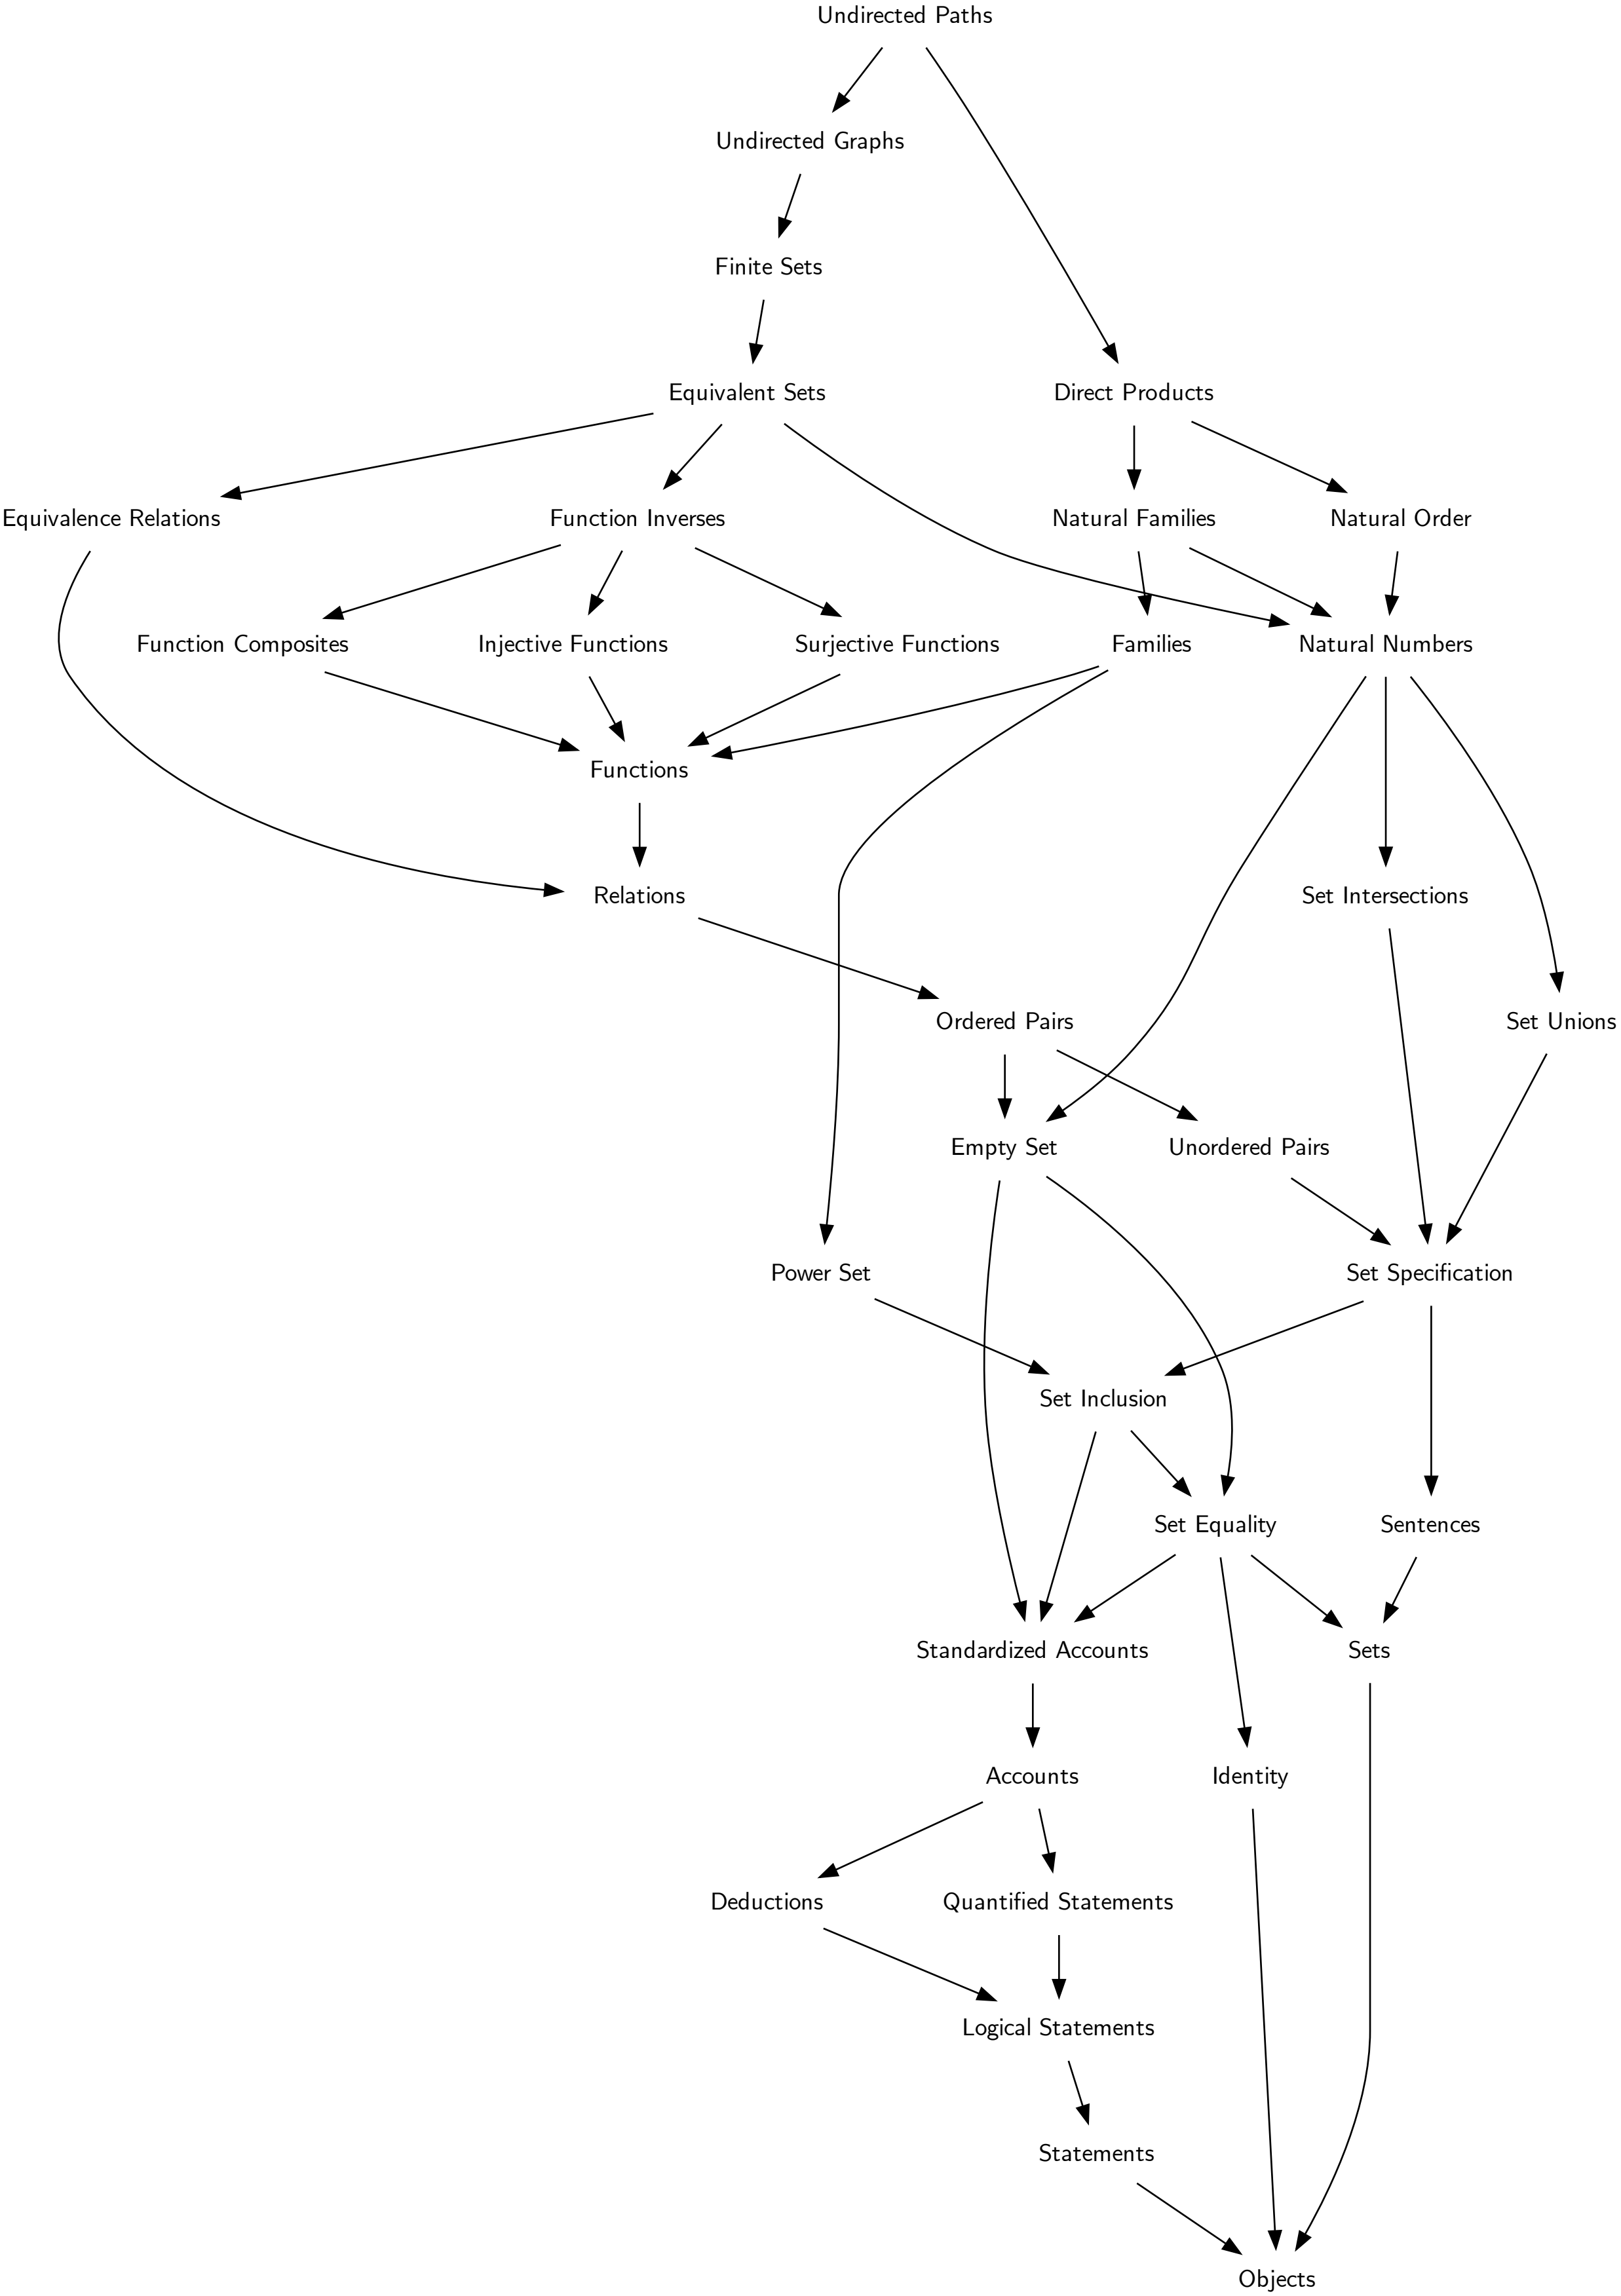 Undirected Paths
Undirected Graphs
Finite Sets
Equivalent Sets
Direct Products
Equivalence Relations
Function Inverses
Natural Families
Natural Order
Function Composites
Injective Functions
Surjective Functions
Families
Natural Numbers
Functions
Relations
Set Intersections
Ordered Pairs
Set Unions
Empty Set
Unordered Pairs
Power Set
Set Specification
Set Inclusion
Set Equality
Sentences
Standardized Accounts
Sets
Accounts
Identity
Deductions
Quantified Statements
Logical Statements
Statements
Objects